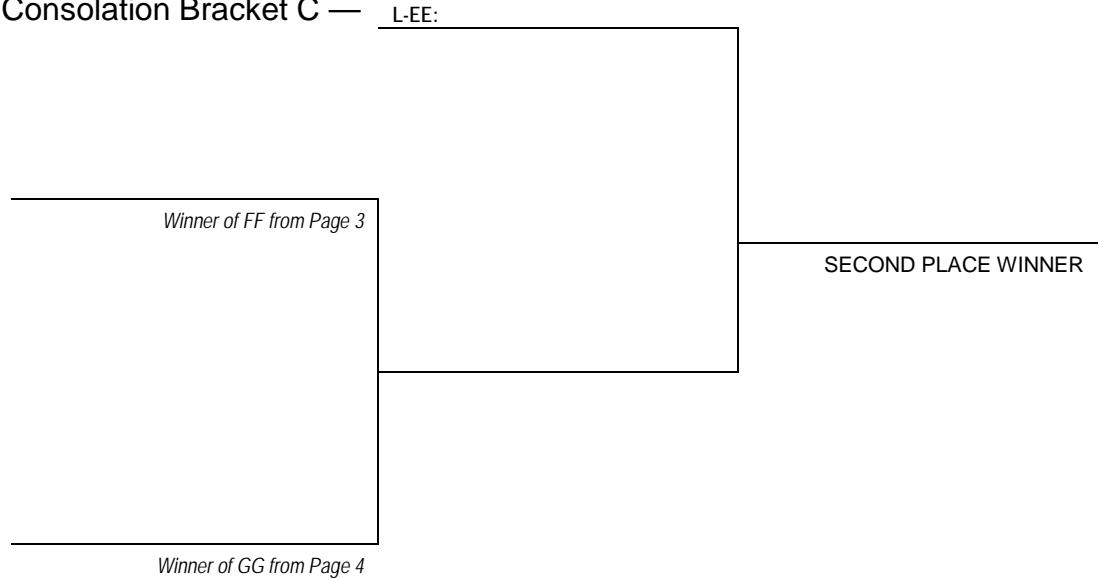 Consolation Bracket C —
L-EE:
Winner of FF from Page 3
SECOND PLACE WINNER
Winner of GG from Page 4